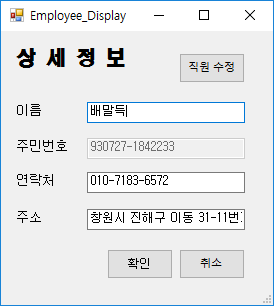 Employee_Display
상 세 정 보
직원 수정
이름 배말득
주민번호 930727-1842233
연락처 010-7183-6572
주소 창원시 진해구 이동 31-11번
확인 취소